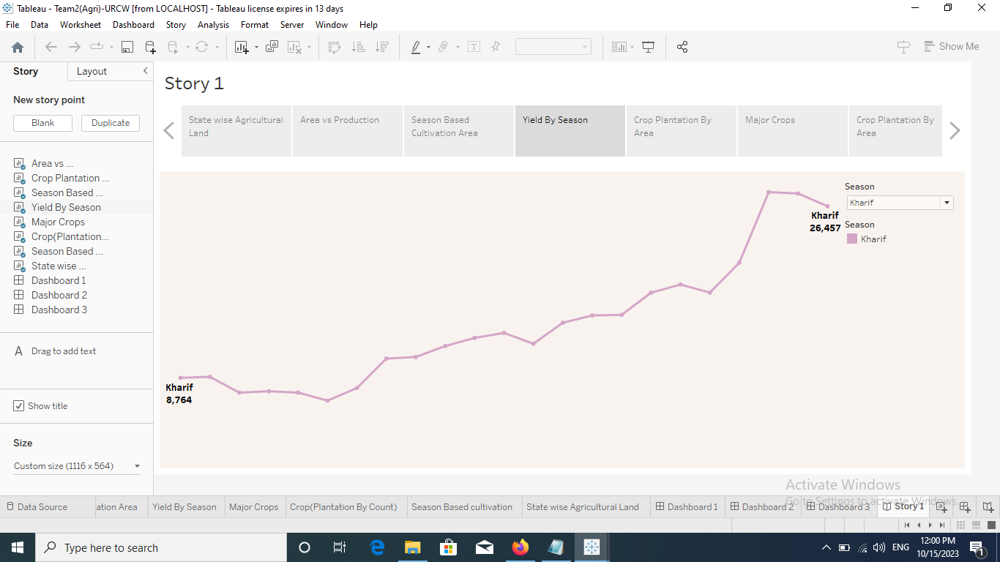 Tableau - Team2(Agri)-URCW [from LOCALHOST] - Tableau license expires in 13 days
File Data Worksheet Dashboard Story Analysis Format Server Window Help
Show Me
Story Layout
New story point
Blank Duplicate
Area vs ...
Crop Plantation ...
Season Based ...
Yield By Season
Major Crops
Crop(Plantation...
Season Based ...
State wise ...
Dashboard 1
Dashboard 2
Dashboard 3
A Drag to add text
Show title
Size
Custom size (1116 x 564)
Story 1
State wise Agricultural
Land
Area vs Production
Season Based
Cultivation Area
Yield By Season
Crop Plantation By
Area
Major Crops
Crop Plantation By
Area
Season
Kharif
Season
Kharif
Kharif
26,457
Kharif
8,764
Activate Windows
Go to Settings to activate Windows.
Data Source ation Area Yield By Season Major Crops Crop(Plantation By Count) Season Based cultivation State wise Agricultural Land Dashboard 1 Dashboard 2 Dashboard 3 Story 1
Type here to search
ENG
12:00 PM
10/15/2023
1